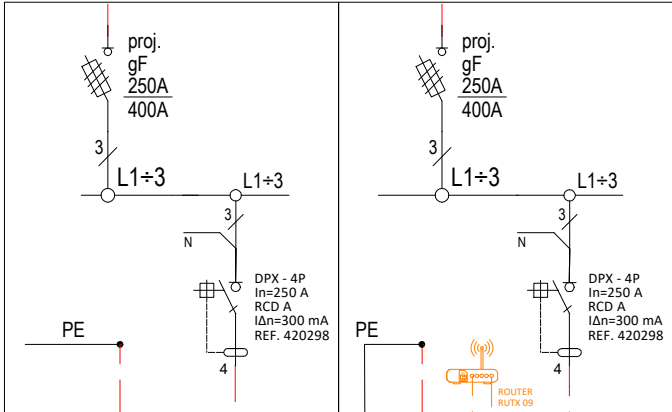 proj.
gF
250A
400A
3
L1÷3
L1÷3
3
N
DPX - 4P
In=250 A
RCD A
IΔn=300 mA
REF. 420298
PE
4
proj.
gF
250A
400A
3
L1÷3
L1÷3
3
N
DPX - 4P
In=250 A
RCD A
IΔn=300 mA
REF. 420298
PE
4
ROUTER
RUTX 09